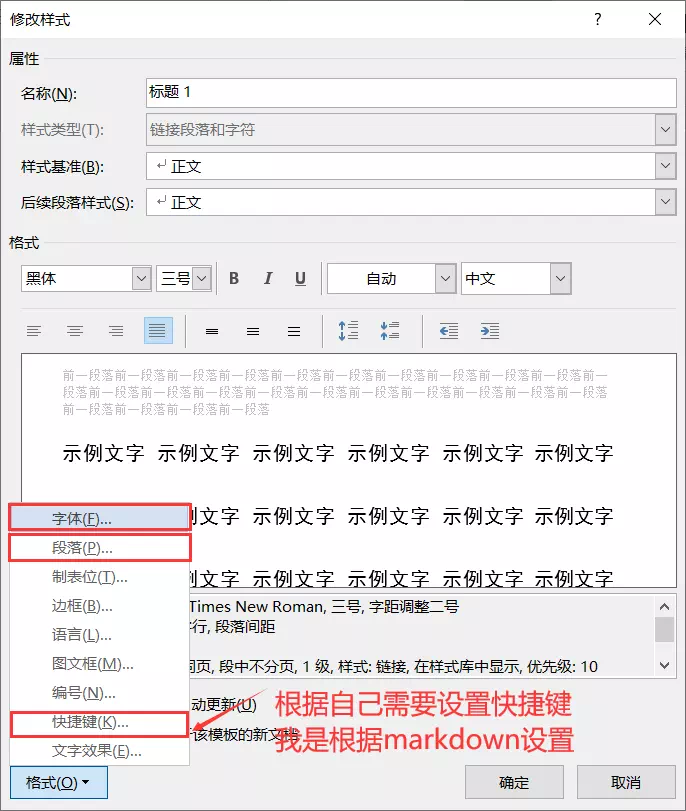 修改样式
属性
名称(N): 标题 1
样式类型(T): 链接段落和字符
样式基准(B): ↵ 正文
后续段落样式(S): ↵ 正文
格式
黑体 三号 B I U 自动 中文
前一段落前一段落前一段落前一段落前一段落前一段落前一段落前一段落前一段落前一段落前一
段落前一段落前一段落前一段落前一段落前一段落前一段落前一段落前一段落前一段落前一段落
前一段落前一段落前一段落前一段落
示例文字 示例文字 示例文字 示例文字 示例文字 示例文字
示例文字 示例文字 示例文字 示例文字
示例文字 示例文字 示例文字 示例文字
字体(F)...
段落(P)...
制表位(T)...
边框(B)...
语言(L)...
图文框(M)...
编号(N)...
快捷键(K)...
文字效果(E)...
Times New Roman, 三号, 字距调整二号
行, 段落间距
同页, 段中不分页, 1 级, 样式: 链接, 在样式库中显示, 优先级: 10
动更新(U)
该模板的新文档
根据自己需要设置快捷键
我是根据markdown设置
格式(O) 确定 取消